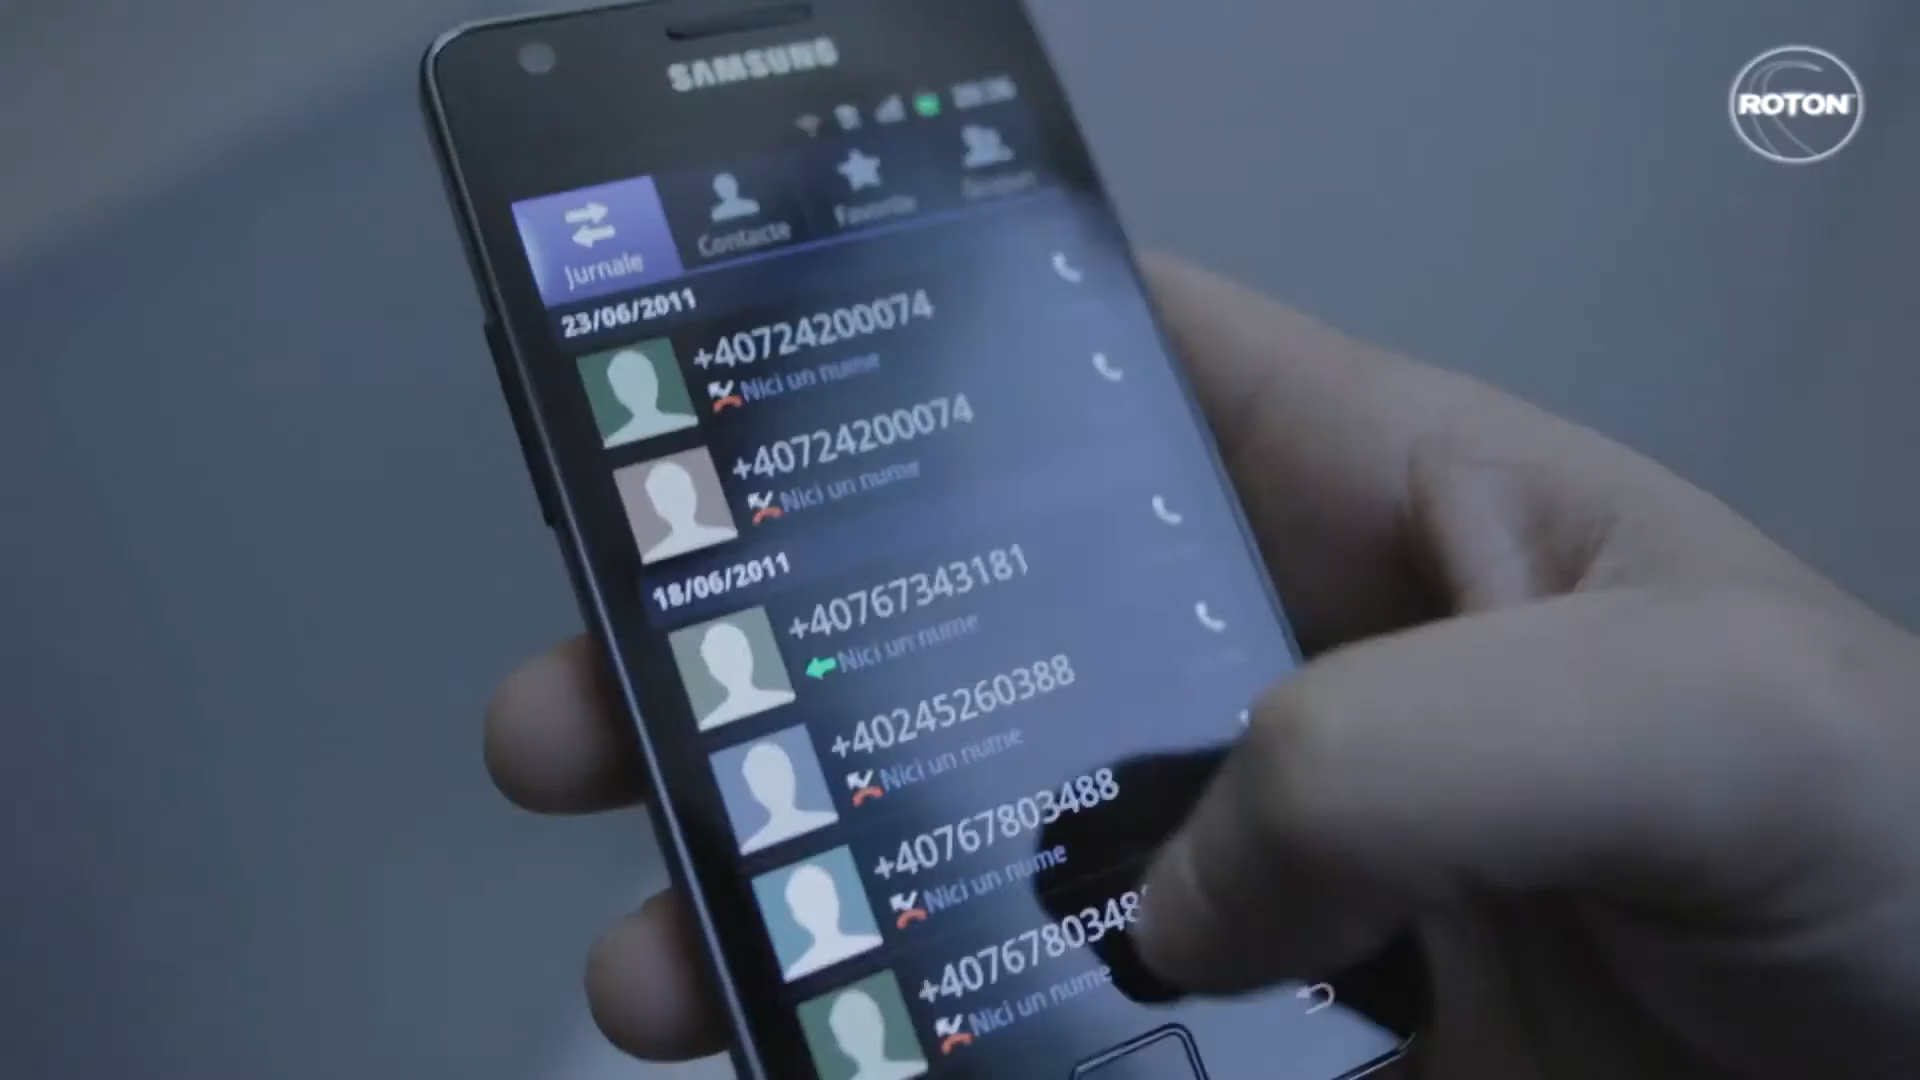 ROTON
SAMSUNG
Jurnale
Contacte
Favorite
23/06/2011
+40724200074
Nici un nume
+40724200074
Nici un nume
18/06/2011
+40767343181
Nici un nume
+40245260388
Nici un nume
+40767803488
Nici un nume
+4076780348
Nici un nume